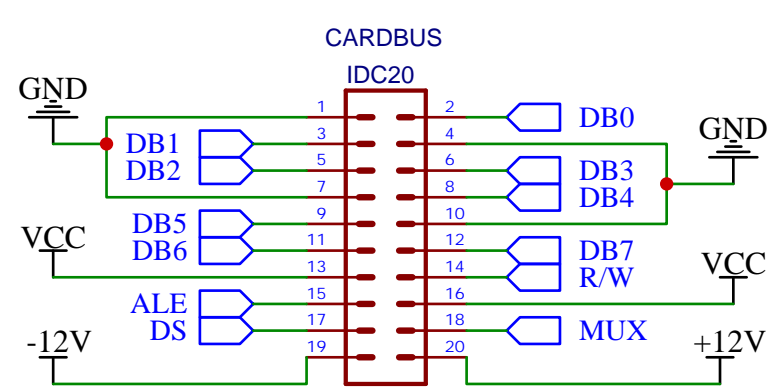 CARDBUS
IDC20
GND
1
2
DB0
DB1
3
4
GND
DB2
5
6
DB3
7
8
DB4
DB5
9
10
DB6
11
12
DB7
VCC
13
14
R/W
VCC
ALE
15
16
DS
17
18
MUX
-12V
19
20
+12V